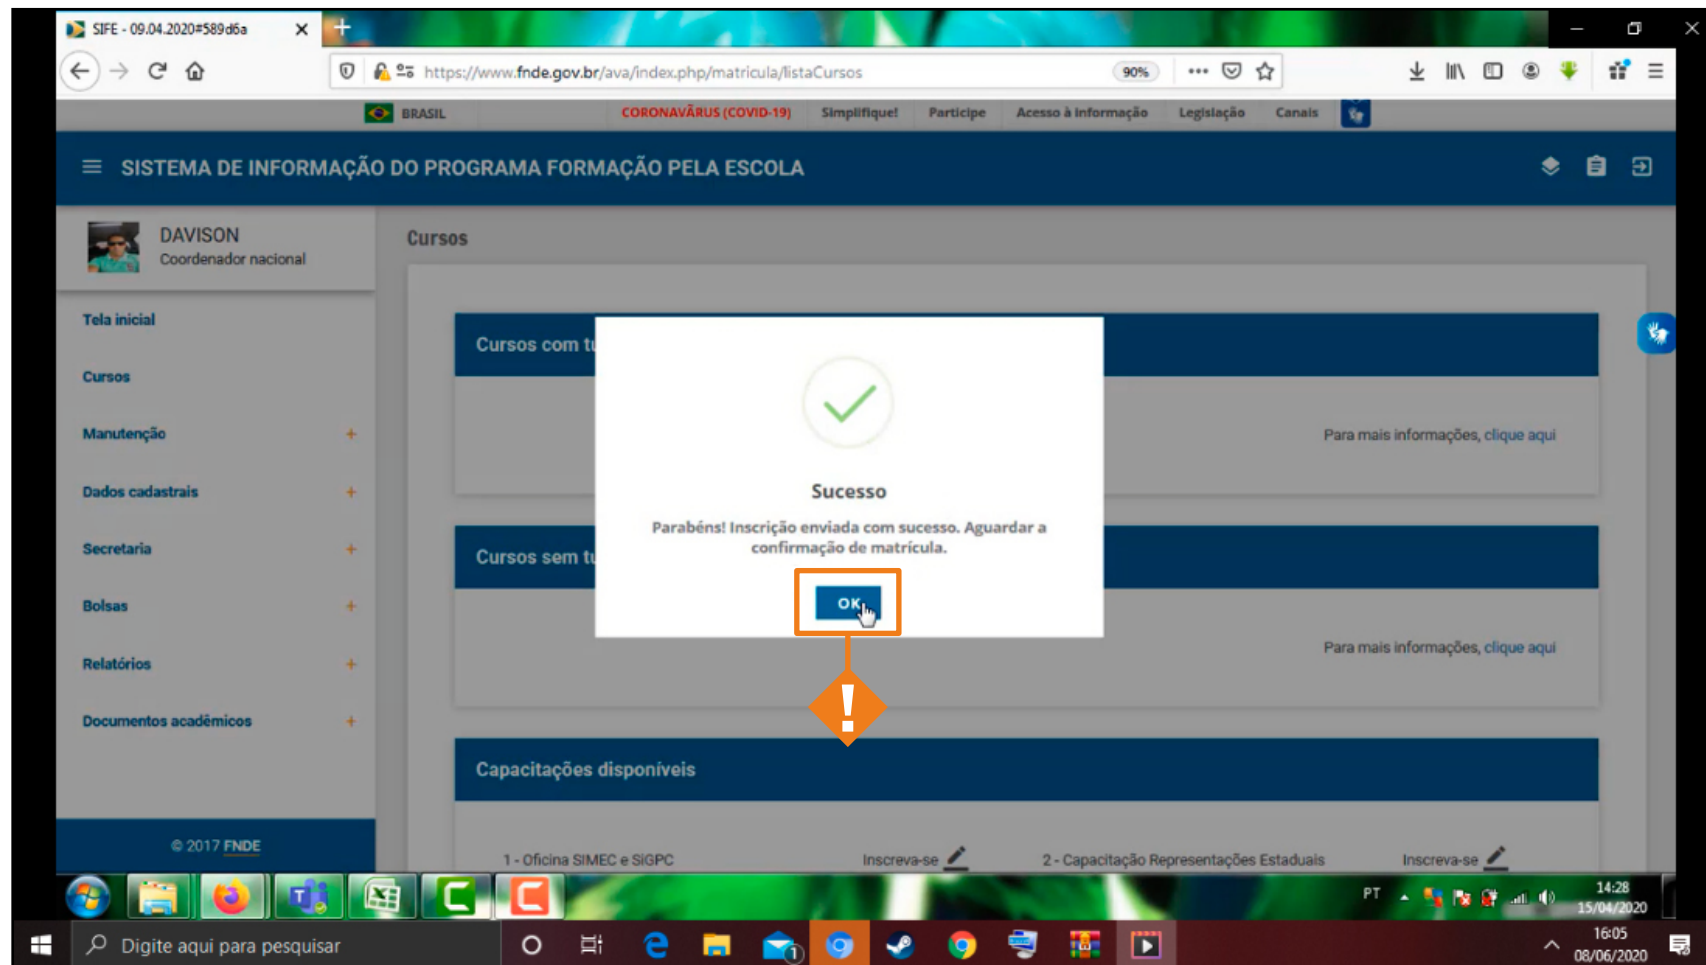 SIFE - 09.04.2020#589d6a
https://www.fnde.gov.br/ava/index.php/matricula/listaCursos
90%
BRASIL
CORONAVÃRUS (COVID-19)
Simplifique!
Participe
Acesso à informação
Legislação
Canais
SISTEMA DE INFORMAÇÃO DO PROGRAMA FORMAÇÃO PELA ESCOLA
DAVISON
Coordenador nacional
Tela inicial
Cursos
Manutenção +
Dados cadastrais +
Secretaria +
Bolsas +
Relatórios +
Documentos acadêmicos +
© 2017 FNDE
Cursos
Cursos com tu
Para mais informações, clique aqui
Cursos sem tu
Para mais informações, clique aqui
Sucesso
Parabéns! Inscrição enviada com sucesso. Aguardar a
confirmação de matrícula.
OK
!
Capacitações disponíveis
1 - Oficina SIMEC e SIGPC
Inscreva-se
2 - Capacitação Representações Estaduais
Inscreva-se
PT
14:28
15/04/2020
Digite aqui para pesquisar
1
16:05
08/06/2020